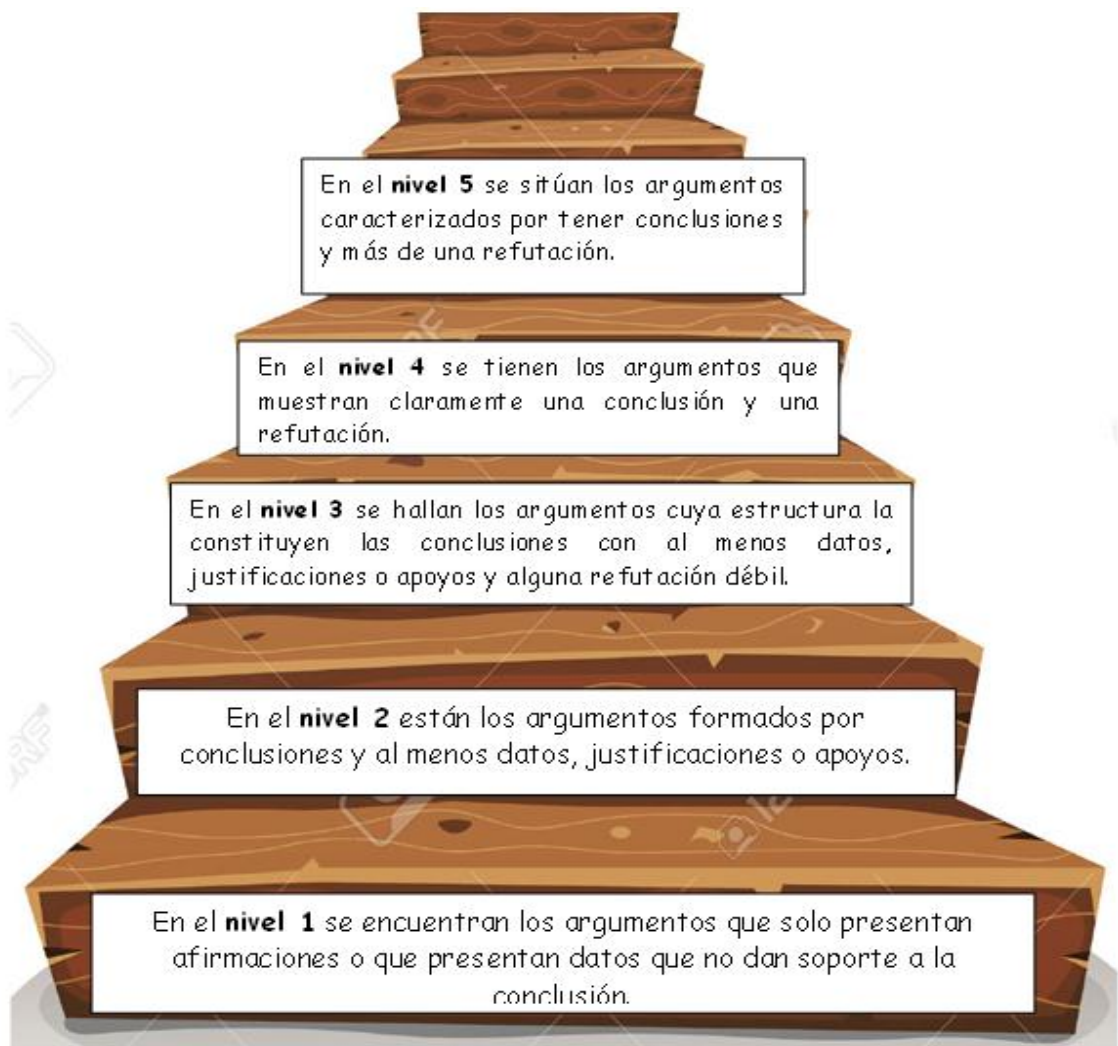 En el nivel 5 se sitúan los argumentos
caracterizados por tener conclusiones
y más de una refutación.
En el nivel 4 se tienen los argumentos que
muestran claramente una conclusión y una
refutación.
En el nivel 3 se hallan los argumentos cuya estructura la
constituyen las conclusiones con al menos datos,
justificaciones o apoyos y alguna refutación débil.
En el nivel 2 están los argumentos formados por
conclusiones y al menos datos, justificaciones o apoyos.
En el nivel 1 se encuentran los argumentos que solo presentan
afirmaciones o que presentan datos que no dan soporte a la
conclusión.